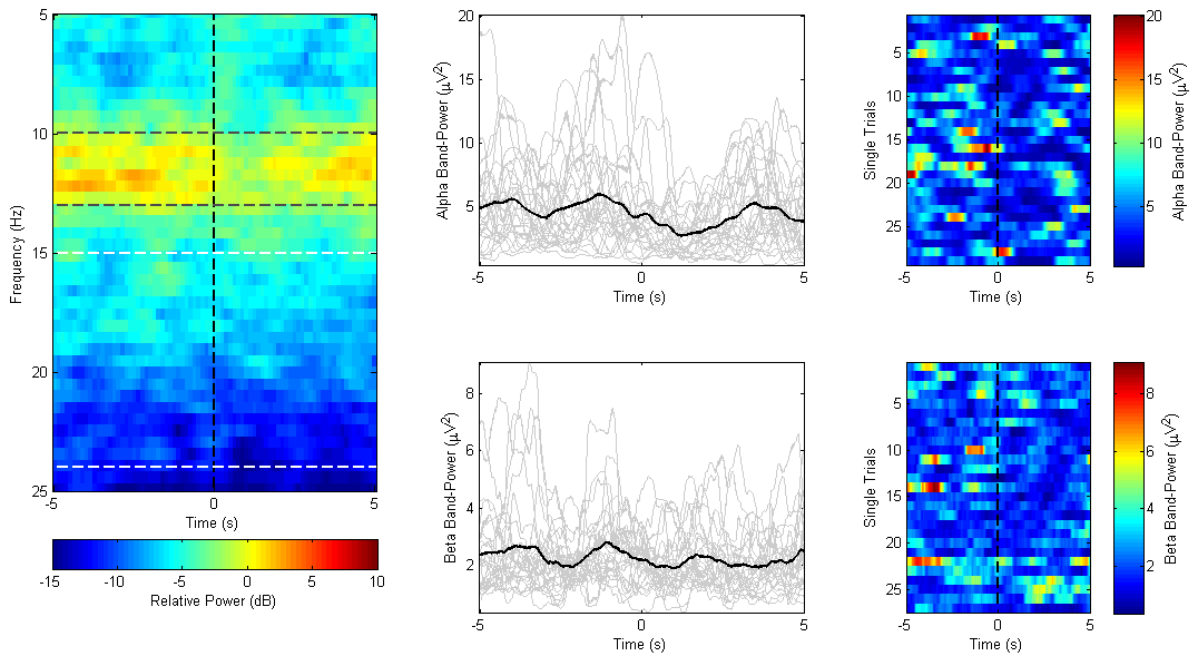 5
10
15
20
25
Frequency (Hz)
-5 0 5
Time (s)
-15 -10 -5 0 5 10
Relative Power (dB)
20
15
10
5
Alpha Band-Power (μV²)
-5 0 5
Time (s)
5
10
15
20
25
Single Trials
-5 0 5
Time (s)
20
15
10
5
Alpha Band-Power (μV²)
8
6
4
2
Beta Band-Power (μV²)
-5 0 5
Time (s)
5
10
15
20
25
Single Trials
-5 0 5
Time (s)
8
6
4
2
Beta Band-Power (μV²)